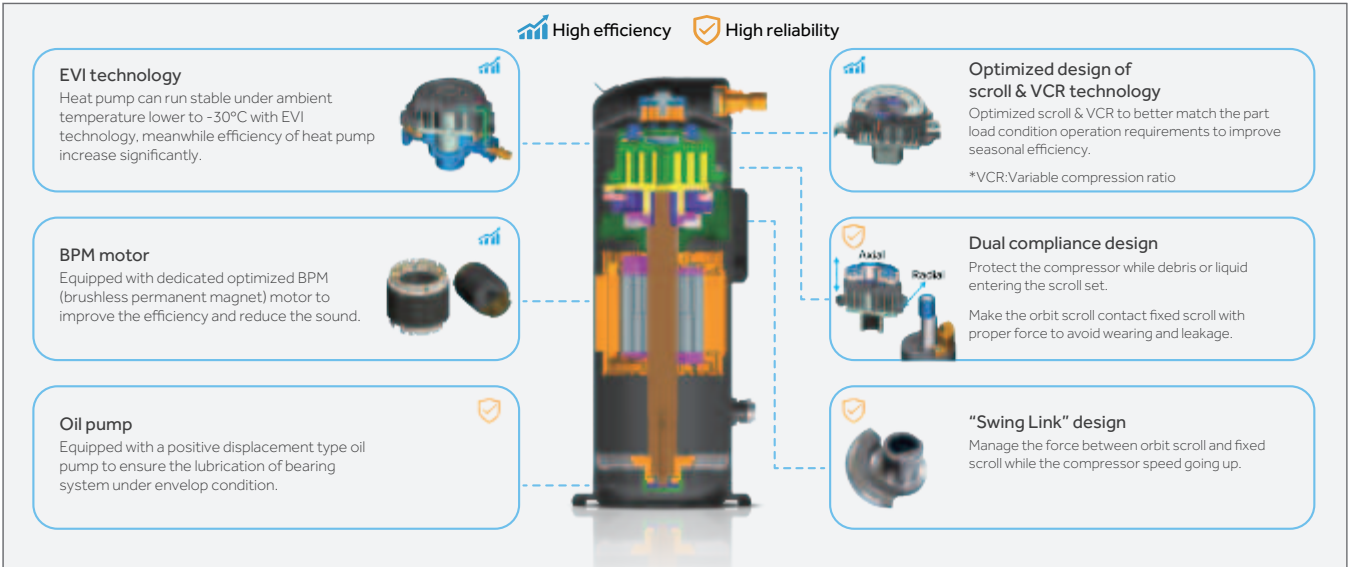 High efficiency
High reliability
EVI technology
Heat pump can run stable under ambient
temperature lower to -30°C with EVI
technology, meanwhile efficiency of heat pump
increase significantly.
BPM motor
Equipped with dedicated optimized BPM
(brushless permanent magnet) motor to
improve the efficiency and reduce the sound.
Oil pump
Equipped with a positive displacement type oil
pump to ensure the lubrication of bearing
system under envelop condition.
Optimized design of
scroll & VCR technology
Optimized scroll & VCR to better match the part
load condition operation requirements to improve
seasonal efficiency.
*VCR:Variable compression ratio
Axial
Radial
Dual compliance design
Protect the compressor while debris or liquid
entering the scroll set.
Make the orbit scroll contact fixed scroll with
proper force to avoid wearing and leakage.
“Swing Link” design
Manage the force between orbit scroll and fixed
scroll while the compressor speed going up.